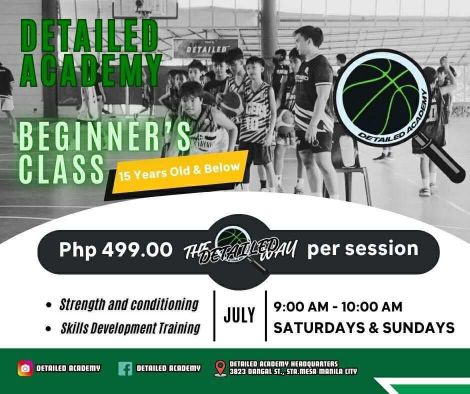 DETAILED
ACADEMY
DETAILED
BEGINNER'S
CLASS
15 Years Old & Below
DETAILED ACADEMY
Php 499.00 THE DETAILED WAY per session
• Strength and conditioning
• Skills Development Training
JULY
9:00 AM - 10:00 AM
SATURDAYS & SUNDAYS
DETAILED ACADEMY
DETAILED ACADEMY
DETAILED ACADEMY HEADQUARTERS
3823 DANGAL ST., STA.MESA MANILA CITY